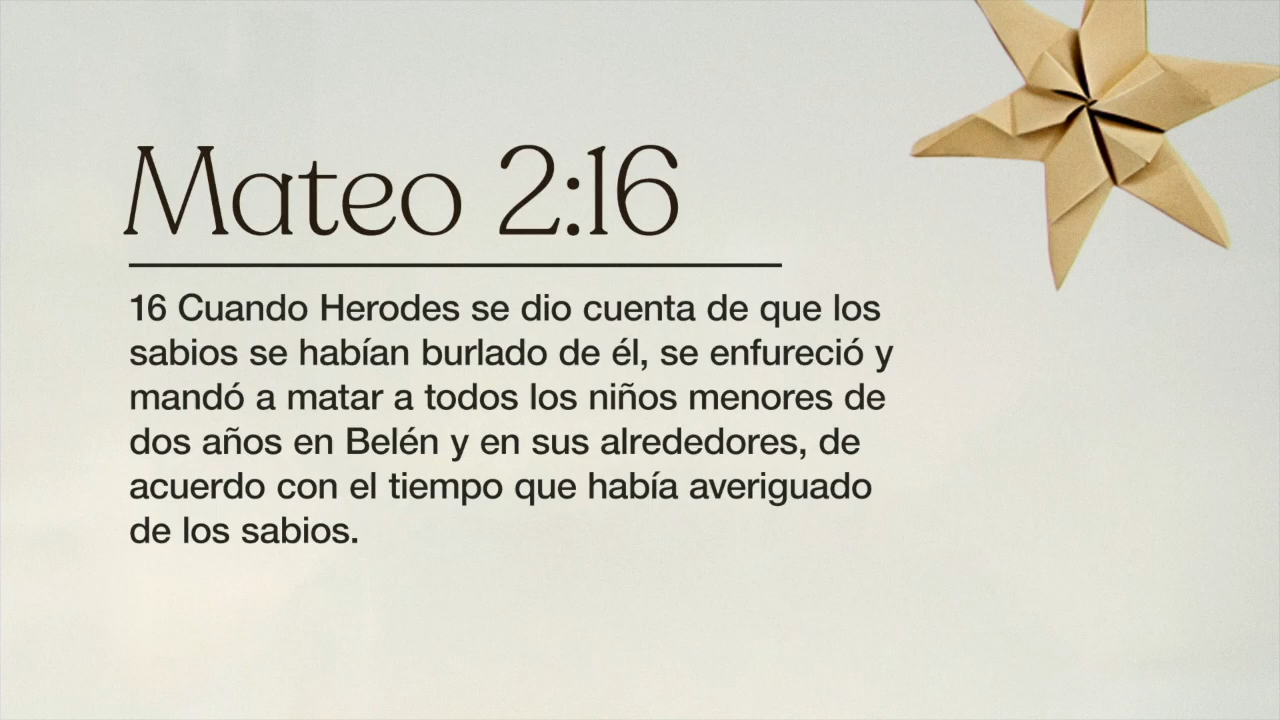 Mateo 2:16
16 Cuando Herodes se dio cuenta de que los
sabios se habían burlado de él, se enfureció y
mandó a matar a todos los niños menores de
dos años en Belén y en sus alrededores, de
acuerdo con el tiempo que había averiguado
de los sabios.